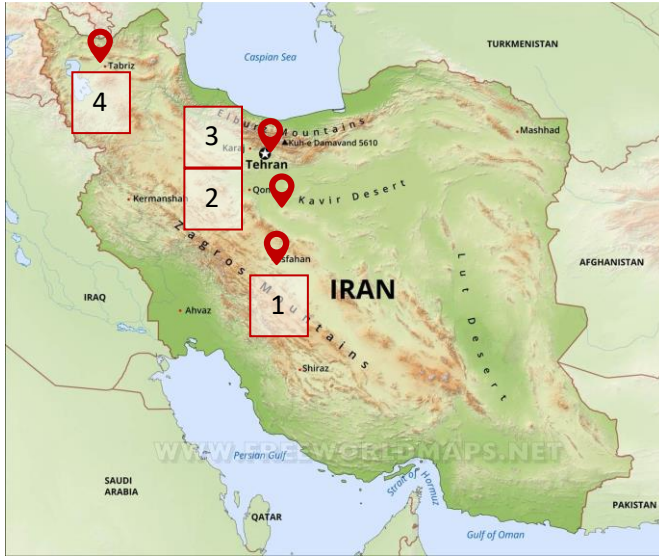 Caspian Sea
TURKMENISTAN
Tabriz
4
3
Elburz Mountains
Mashhad
Karaj
Kuh-e Damavand 5610
Tehran
2
Qom
Kavir Desert
Kermanshah
Zagros Mountains
sfahan
AFGHANISTAN
IRAN
IRAQ
1
Lut Desert
Ahvaz
Shiraz
WWW.FREEWORLDMAPS.NET
Persian Gulf
Strait of Hormuz
SAUDI
ARABIA
QATAR
PAKISTAN
Gulf of Oman